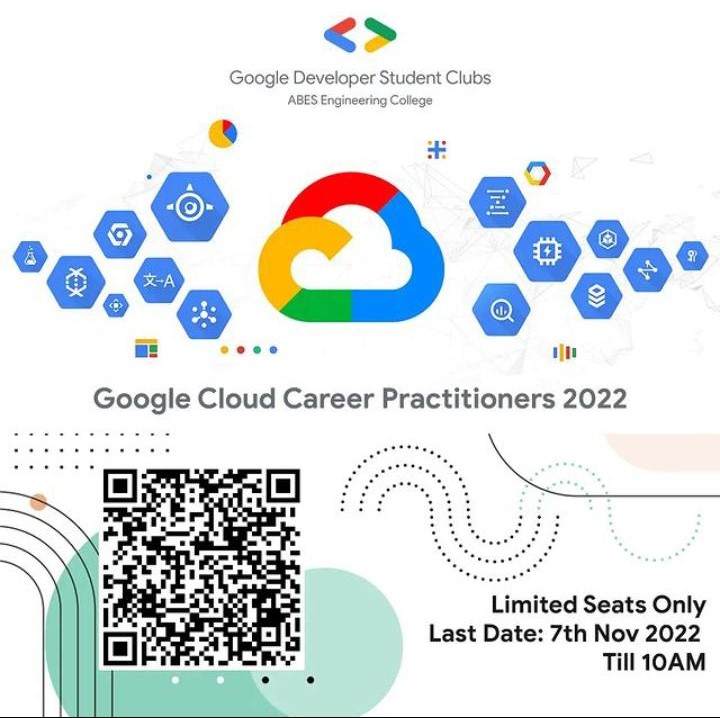 Google Developer Student Clubs
ABES Engineering College
文→A
Google Cloud Career Practitioners 2022
Limited Seats Only
Last Date: 7th Nov 2022
Till 10AM